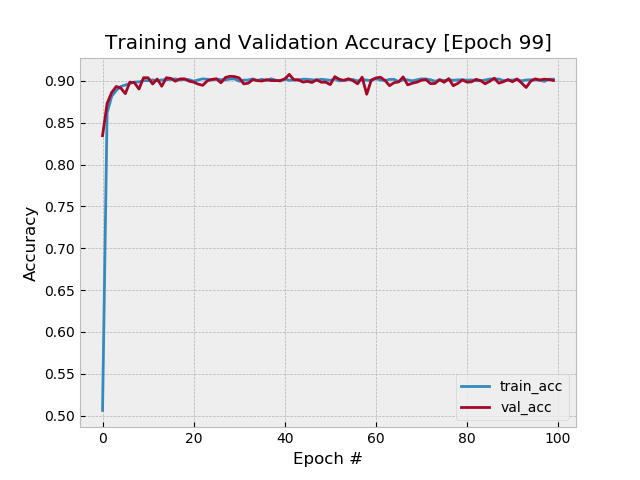 Training and Validation Accuracy [Epoch 99]
Accuracy
0.90
0.85
0.80
0.75
0.70
0.65
0.60
0.55
0.50
train_acc
val_acc
0 20 40 60 80 100
Epoch #